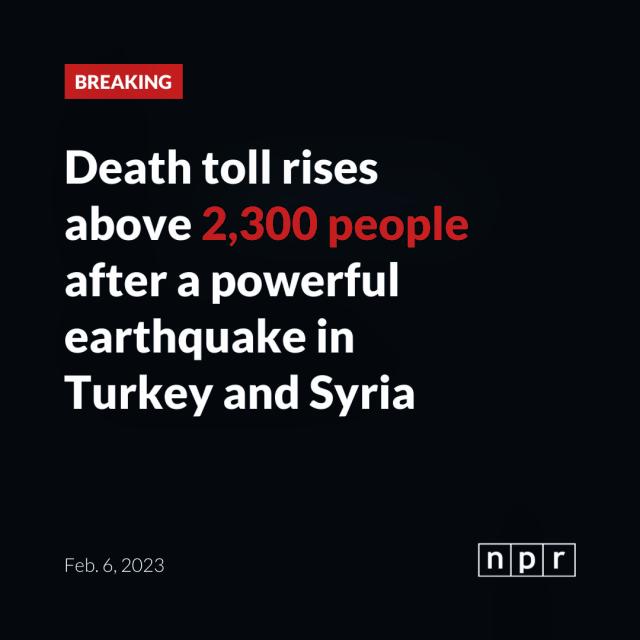 BREAKING
Death toll rises
above 2,300 people
after a powerful
earthquake in
Turkey and Syria
Feb. 6, 2023
npr